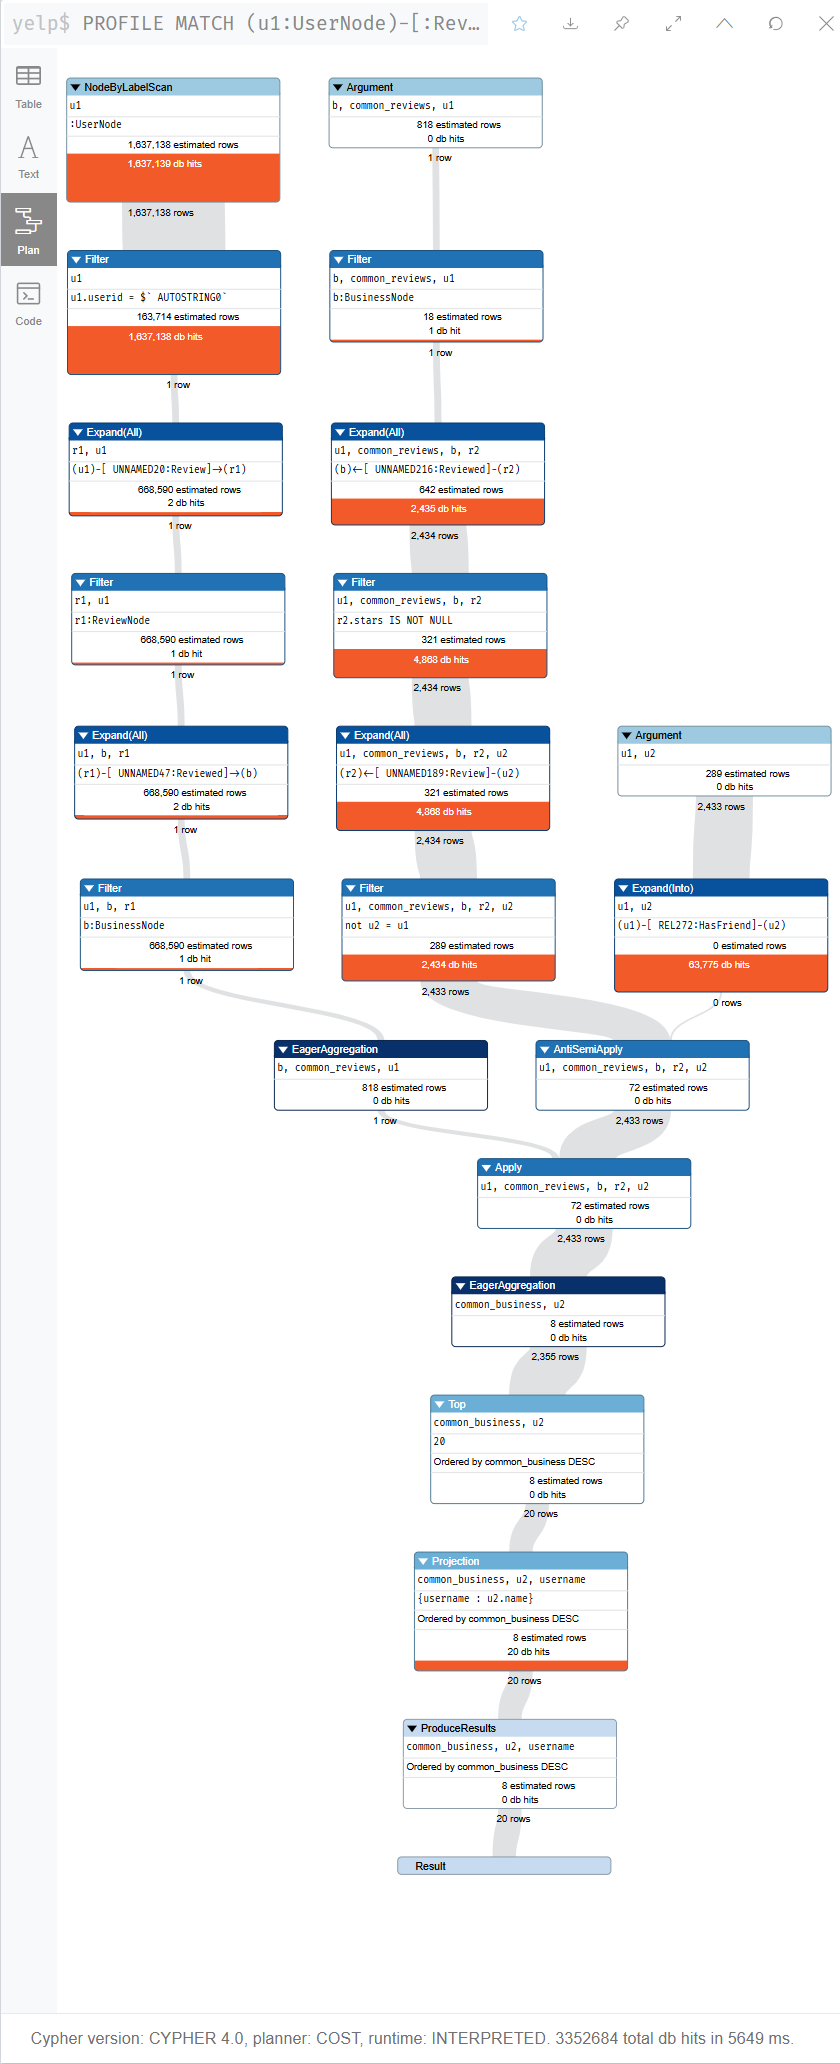 yelp$ PROFILE MATCH (u1:UserNode)-[:Rev…
Table
Text
Plan
Code
NodeByLabelScan
u1
:UserNode
1,637,138 estimated rows
1,637,139 db hits
1,637,138 rows
Filter
u1
u1.userid = $` AUTOSTRING0`
163,714 estimated rows
1,637,138 db hits
1 row
Expand(All)
r1, u1
(u1)-[ UNNAMED20:Review]→(r1)
668,590 estimated rows
2 db hits
1 row
Filter
r1, u1
r1:ReviewNode
668,590 estimated rows
1 db hit
1 row
Expand(All)
u1, b, r1
(r1)-[ UNNAMED47:Reviewed]→(b)
668,590 estimated rows
2 db hits
1 row
Filter
u1, b, r1
b:BusinessNode
668,590 estimated rows
1 db hit
1 row
EagerAggregation
b, common_reviews, u1
818 estimated rows
0 db hits
1 row
Argument
b, common_reviews, u1
818 estimated rows
0 db hits
1 row
Filter
b, common_reviews, u1
b:BusinessNode
18 estimated rows
1 db hit
1 row
Expand(All)
u1, common_reviews, b, r2
(b)←[ UNNAMED216:Reviewed]-(r2)
642 estimated rows
2,435 db hits
2,434 rows
Filter
u1, common_reviews, b, r2
r2.stars IS NOT NULL
321 estimated rows
4,868 db hits
2,434 rows
Expand(All)
u1, common_reviews, b, r2, u2
(r2)←[ UNNAMED189:Review]-(u2)
321 estimated rows
4,868 db hits
2,434 rows
Filter
u1, common_reviews, b, r2, u2
not u2 = u1
289 estimated rows
2,434 db hits
2,433 rows
Argument
u1, u2
289 estimated rows
0 db hits
2,433 rows
Expand(Into)
u1, u2
(u1)-[ REL272:HasFriend]-(u2)
0 estimated rows
63,775 db hits
0 rows
AntiSemiApply
u1, common_reviews, b, r2, u2
72 estimated rows
0 db hits
2,433 rows
Apply
u1, common_reviews, b, r2, u2
72 estimated rows
0 db hits
2,433 rows
EagerAggregation
common_business, u2
8 estimated rows
0 db hits
2,355 rows
Top
common_business, u2
20
Ordered by common_business DESC
8 estimated rows
0 db hits
20 rows
Projection
common_business, u2, username
{username : u2.name}
Ordered by common_business DESC
8 estimated rows
20 db hits
20 rows
ProduceResults
common_business, u2, username
Ordered by common_business DESC
8 estimated rows
0 db hits
20 rows
Result
Cypher version: CYPHER 4.0, planner: COST, runtime: INTERPRETED. 3352684 total db hits in 5649 ms.